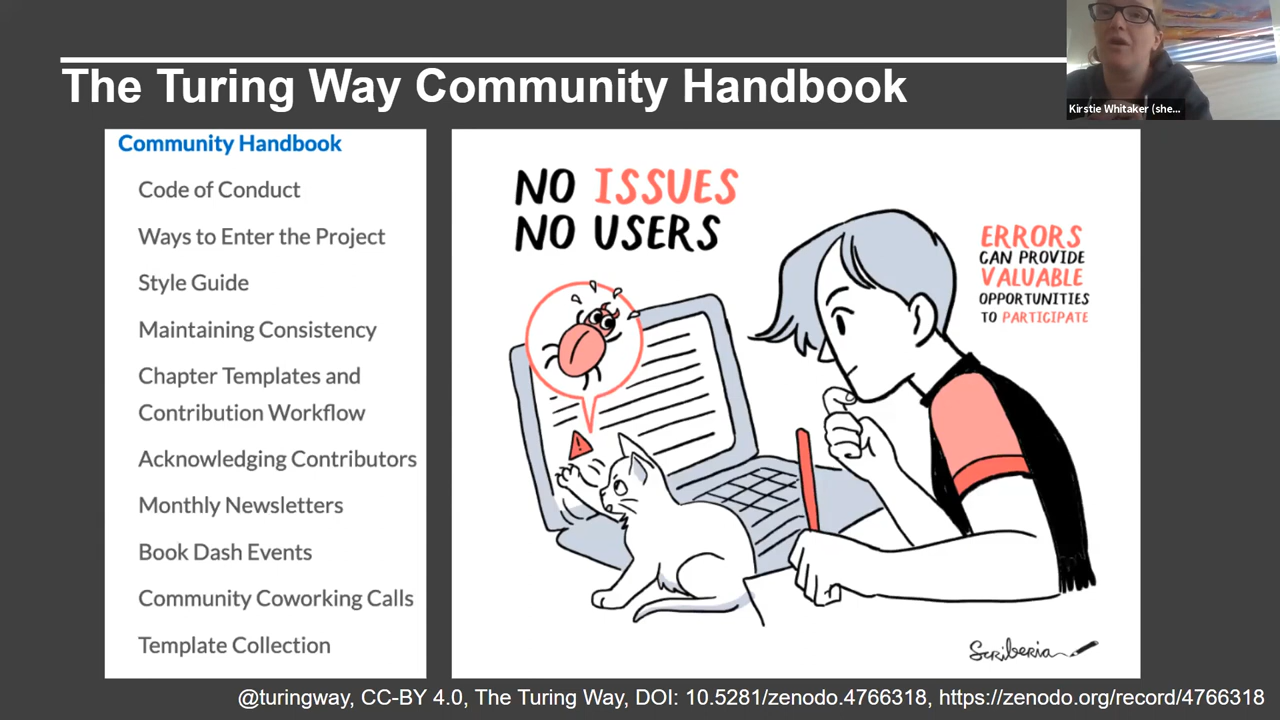 The Turing Way Community Handbook
Kirstie Whitaker (she...
Community Handbook
Code of Conduct
Ways to Enter the Project
Style Guide
Maintaining Consistency
Chapter Templates and
Contribution Workflow
Acknowledging Contributors
Monthly Newsletters
Book Dash Events
Community Coworking Calls
Template Collection
NO ISSUES
NO USERS
ERRORS
CAN PROVIDE
VALUABLE
OPPORTUNITIES
TO PARTICIPATE
!
Scriberia
@turingway, CC-BY 4.0, The Turing Way, DOI: 10.5281/zenodo.4766318, https://zenodo.org/record/4766318